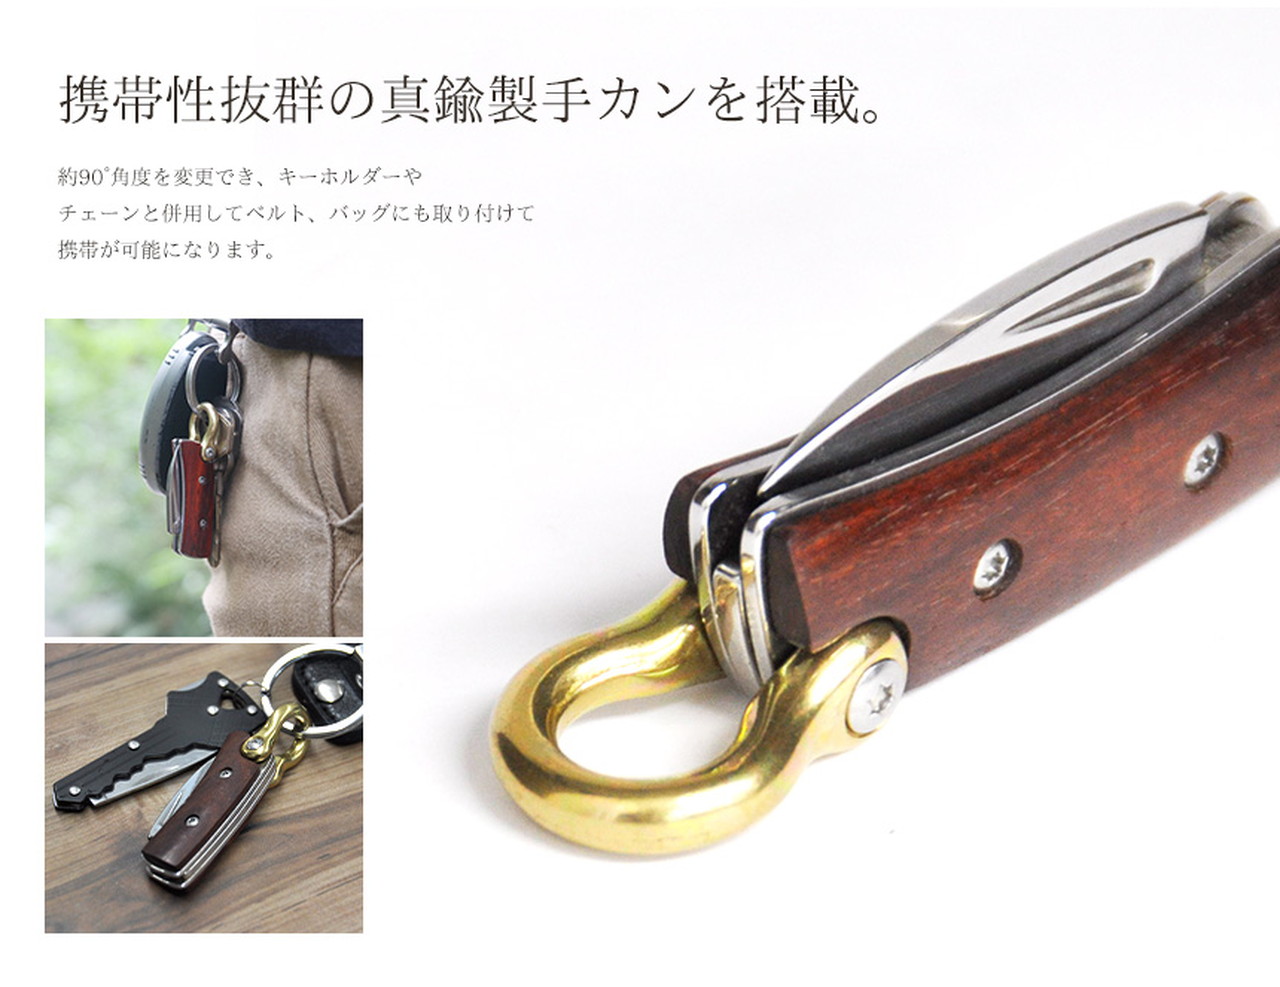 携帯性抜群の真鍮製手カンを搭載。
約90°角度を変更でき、キーホルダーや
チェーンと併用してベルト、バッグにも取り付けて
携帯が可能になります。